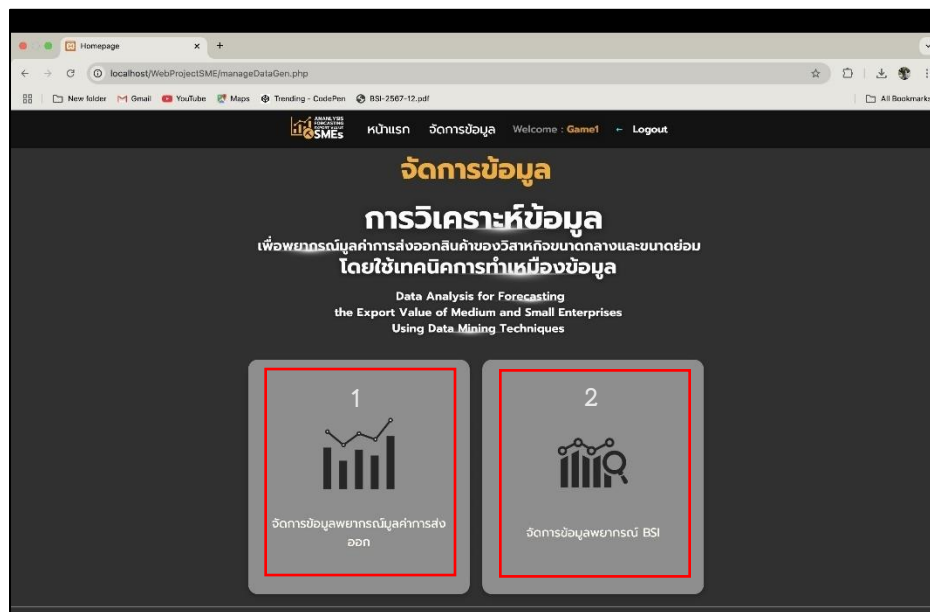 Homepage
localhost/WebProjectSME/manageDataGen.php
New folder Gmail YouTube Maps Trending - CodePen BSI-2567-12.pdf All Bookmarks
ANANLYSIS
FORECASTING
EXPORT VALUE
SMEs
หน้าแรก จัดการข้อมูล Welcome : Game1 ← Logout
จัดการข้อมูล
การวิเคราะห์ข้อมูล
เพื่อพยากรณ์มูลค่าการส่งออกสินค้าของวิสาหกิจขนาดกลางและขนาดย่อม
โดยใช้เทคนิคการทำเหมืองข้อมูล
Data Analysis for Forecasting
the Export Value of Medium and Small Enterprises
Using Data Mining Techniques
1
จัดการข้อมูลพยากรณ์มูลค่าการส่ง
ออก
2
จัดการข้อมูลพยากรณ์ BSI